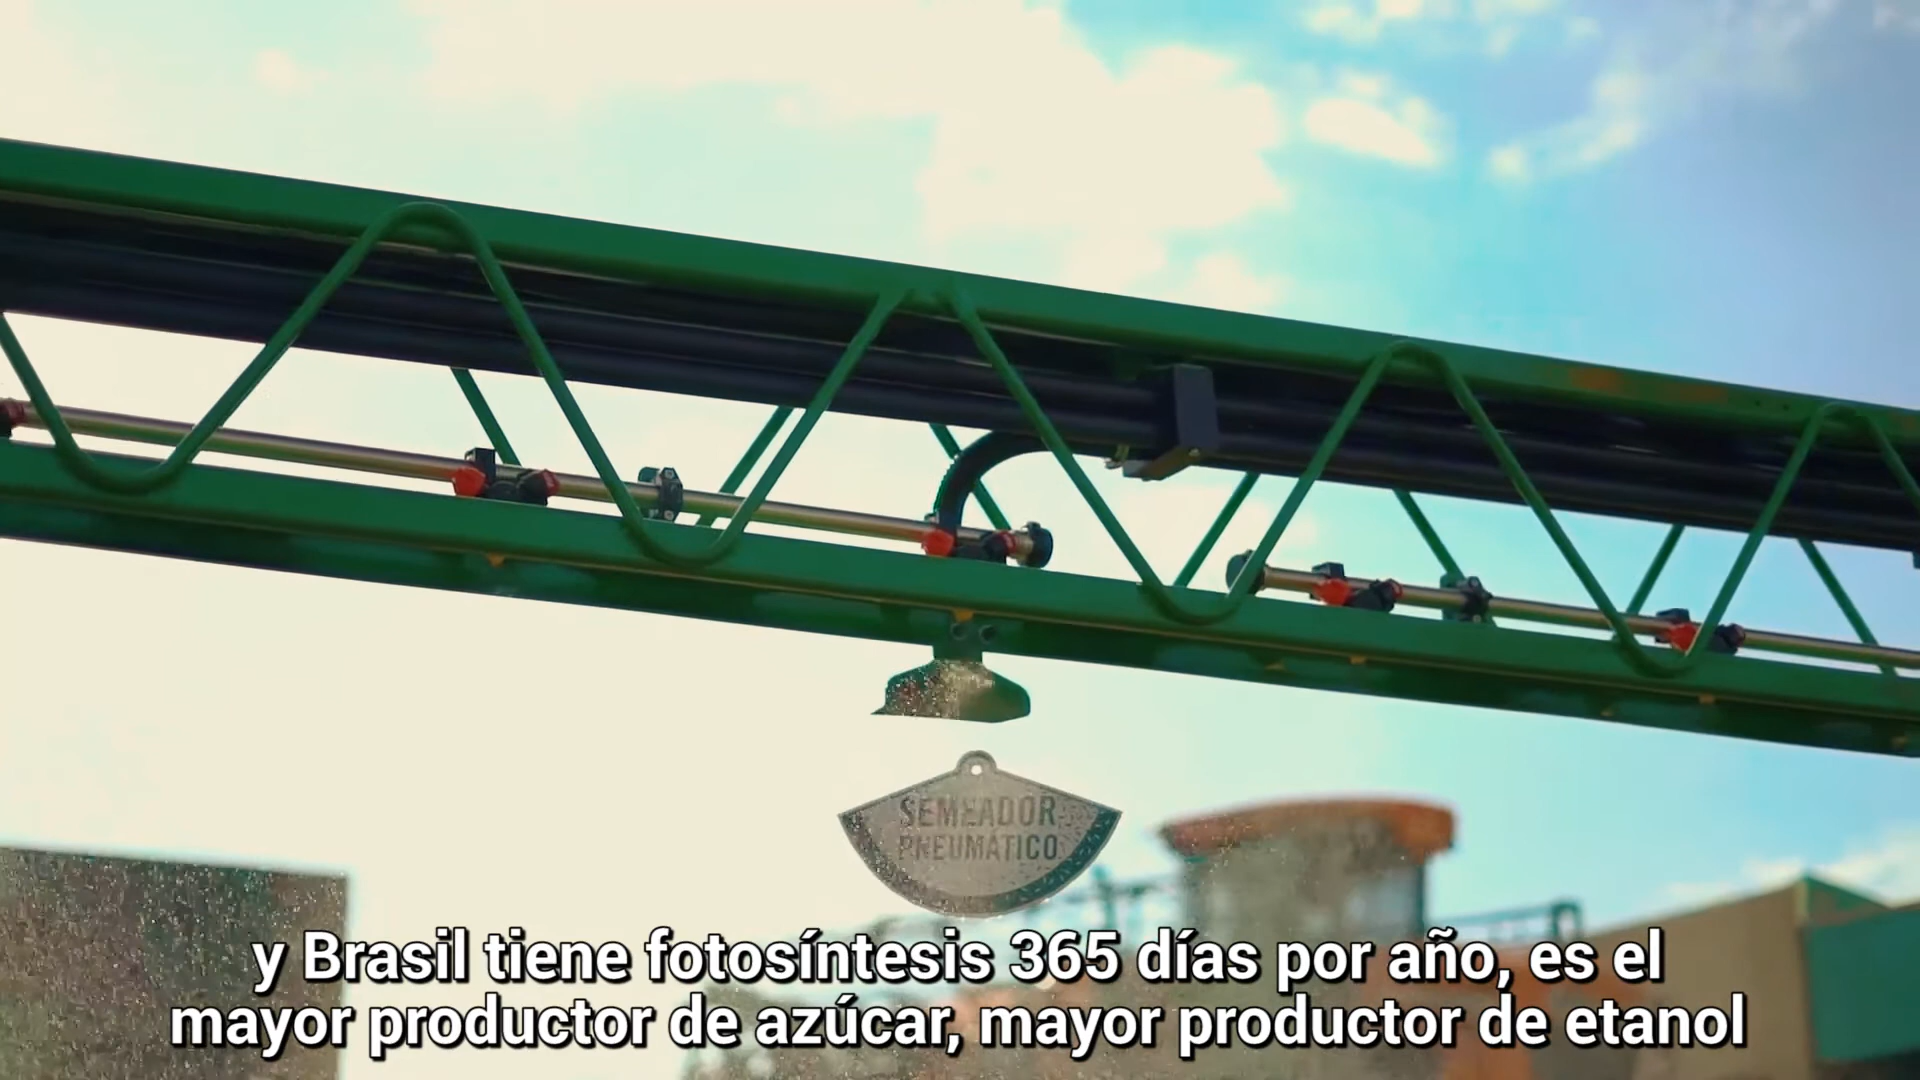 SEMEADOR
PNEUMÁTICO
y Brasil tiene fotosíntesis 365 días por año, es el
mayor productor de azúcar, mayor productor de etanol